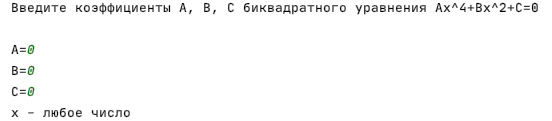 Введите коэффициенты A, B, C биквадратного уравнения Ax^4+Bx^2+C=0
A=0
B=0
C=0
x – любое число